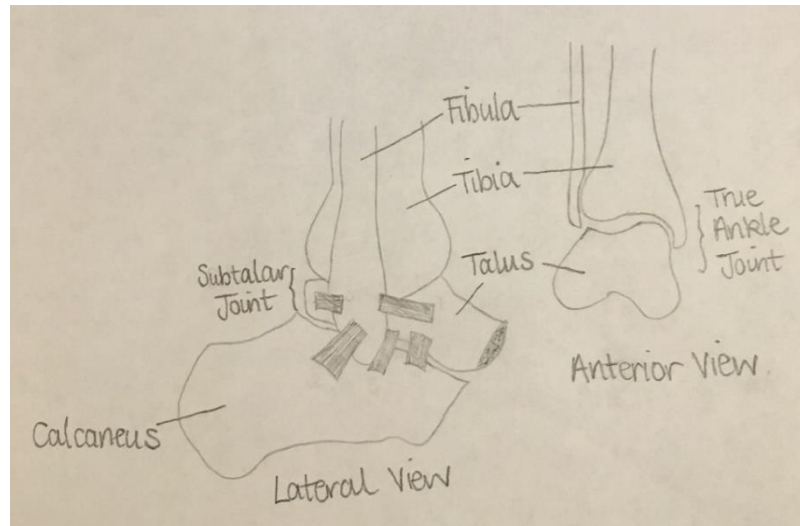 Fibula
Tibia
True
Ankle
Joint
Talus
Subtalar
Joint
Anterior View.
Calcaneus
Lateral View